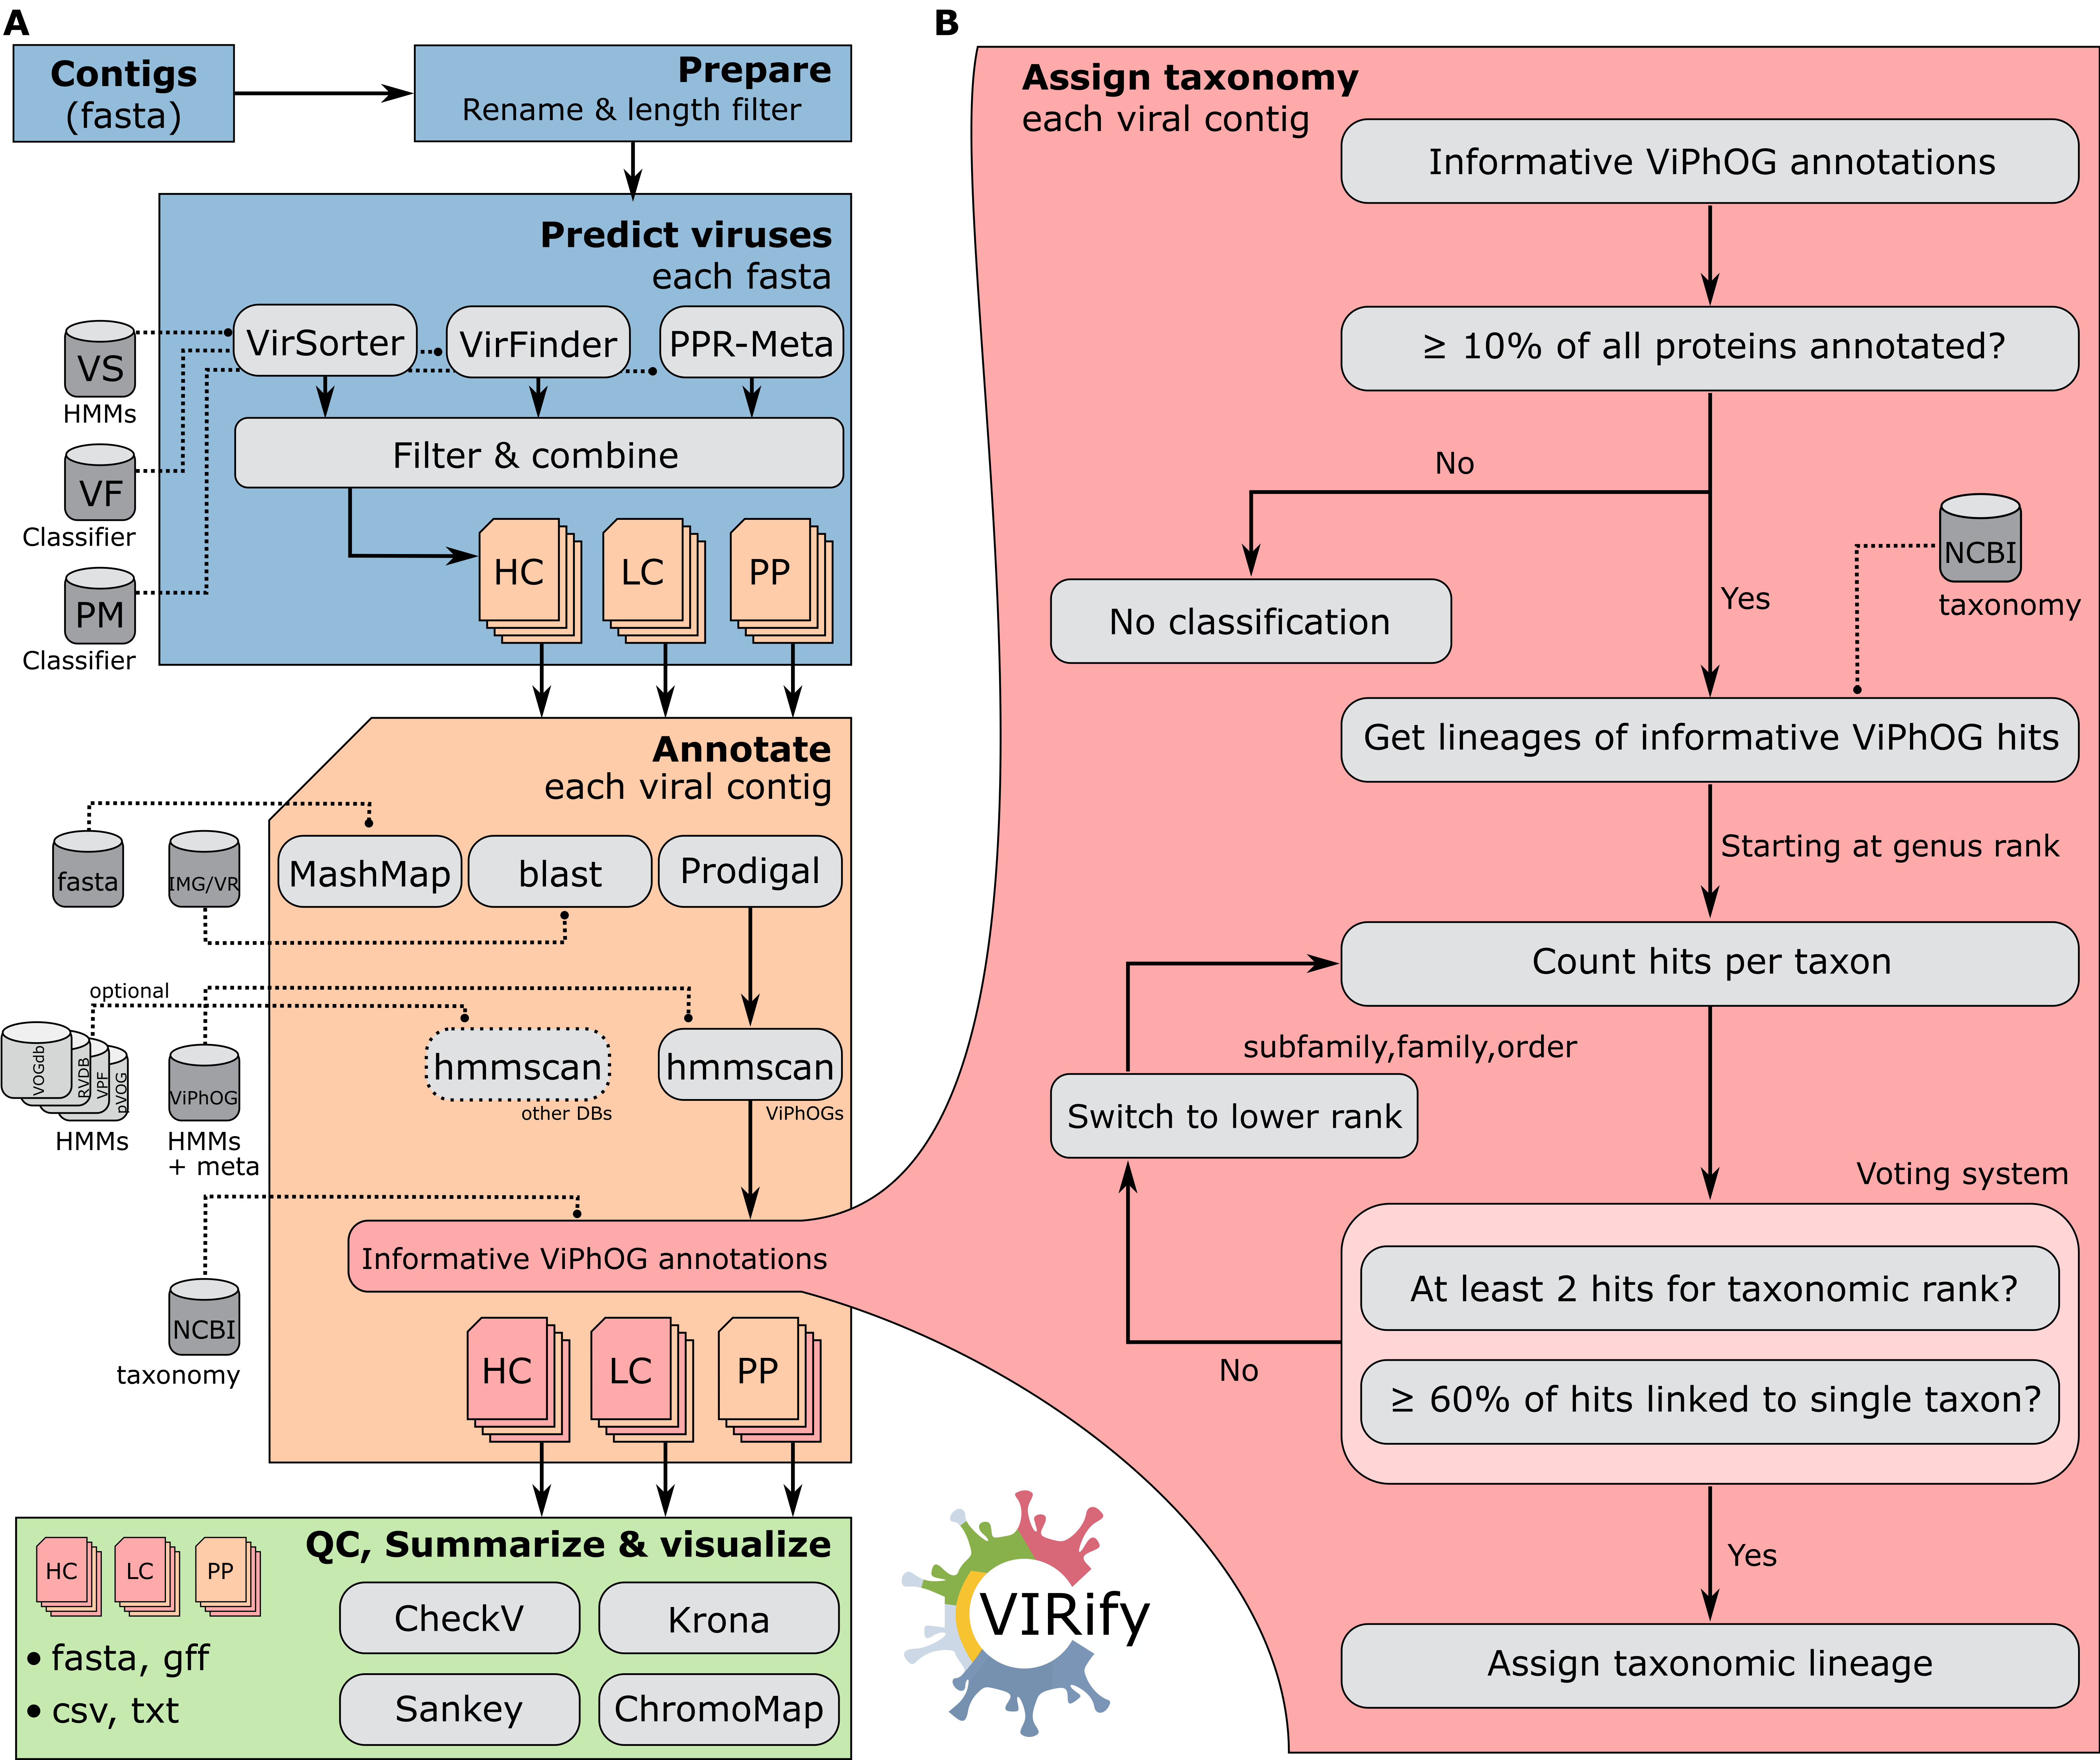 A
Contigs
(fasta)
Prepare
Rename & length filter
Predict viruses
each fasta
VirSorter
VirFinder
PPR-Meta
VS
HMMs
VF
Classifier
PM
Classifier
Filter & combine
HC
LC
PP
Annotate
each viral contig
fasta
IMG/VR
MashMap
blast
Prodigal
optional
VOGdb
RVDB
VPF
pVOG
HMMs
ViPhOG
HMMs
+ meta
hmmscan
other DBs
hmmscan
ViPhOGs
Informative ViPhOG annotations
NCBI
taxonomy
HC
LC
PP
QC, Summarize & visualize
HC
LC
PP
• fasta, gff
• csv, txt
CheckV
Krona
Sankey
ChromoMap
VIRify
B
Assign taxonomy
each viral contig
Informative ViPhOG annotations
≥ 10% of all proteins annotated?
No
No classification
Yes
NCBI
taxonomy
Get lineages of informative ViPhOG hits
Starting at genus rank
Count hits per taxon
subfamily,family,order
Switch to lower rank
Voting system
At least 2 hits for taxonomic rank?
≥ 60% of hits linked to single taxon?
No
Yes
Assign taxonomic lineage